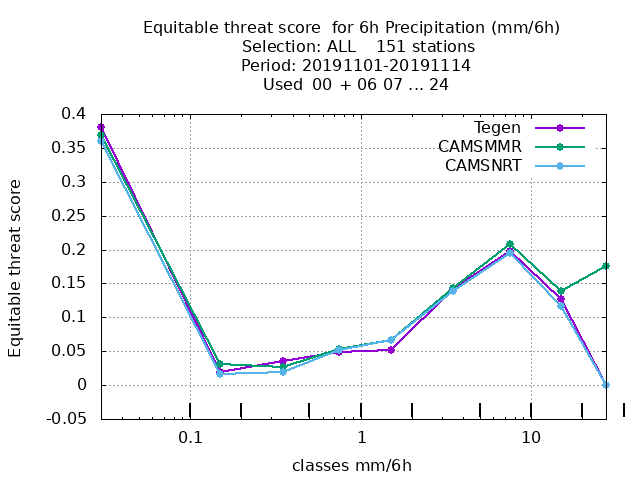 Equitable threat score  for 6h Precipitation (mm/6h)
Selection: ALL    151 stations
Period: 20191101-20191114
Used  00 + 06 07 ... 24
Tegen
CAMSMMR
CAMSNRT
0.4
0.35
0.3
0.25
0.2
0.15
0.1
0.05
0
-0.05
Equitable threat score
0.1
1
10
classes mm/6h